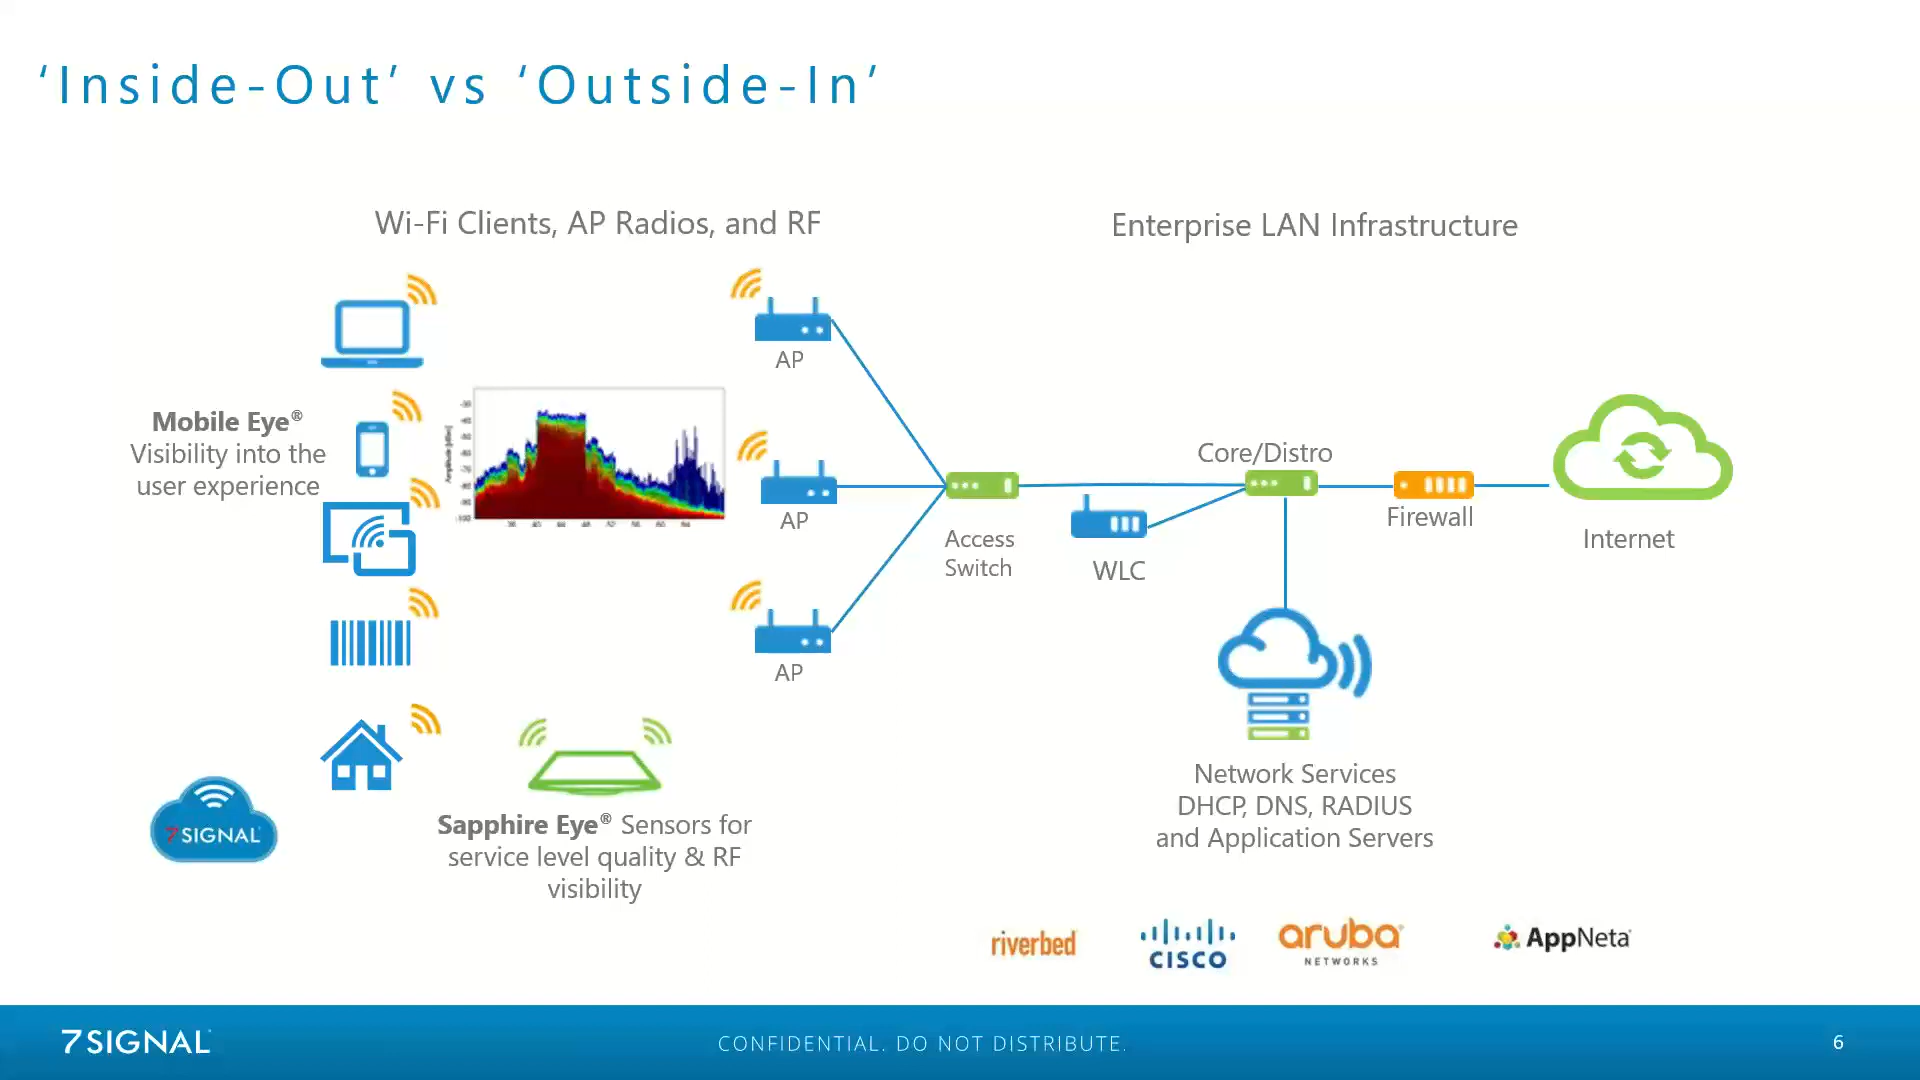 ‘Inside-Out’ vs ‘Outside-In’
Wi-Fi Clients, AP Radios, and RF
Enterprise LAN Infrastructure
AP
Mobile Eye®
Visibility into the
user experience
AP
AP
Access
Switch
WLC
Core/Distro
Firewall
Internet
7SIGNAL
Sapphire Eye® Sensors for
service level quality & RF
visibility
Network Services
DHCP, DNS, RADIUS
and Application Servers
riverbed
CISCO
aruba
NETWORKS
AppNeta
7SIGNAL
CONFIDENTIAL. DO NOT DISTRIBUTE.
6